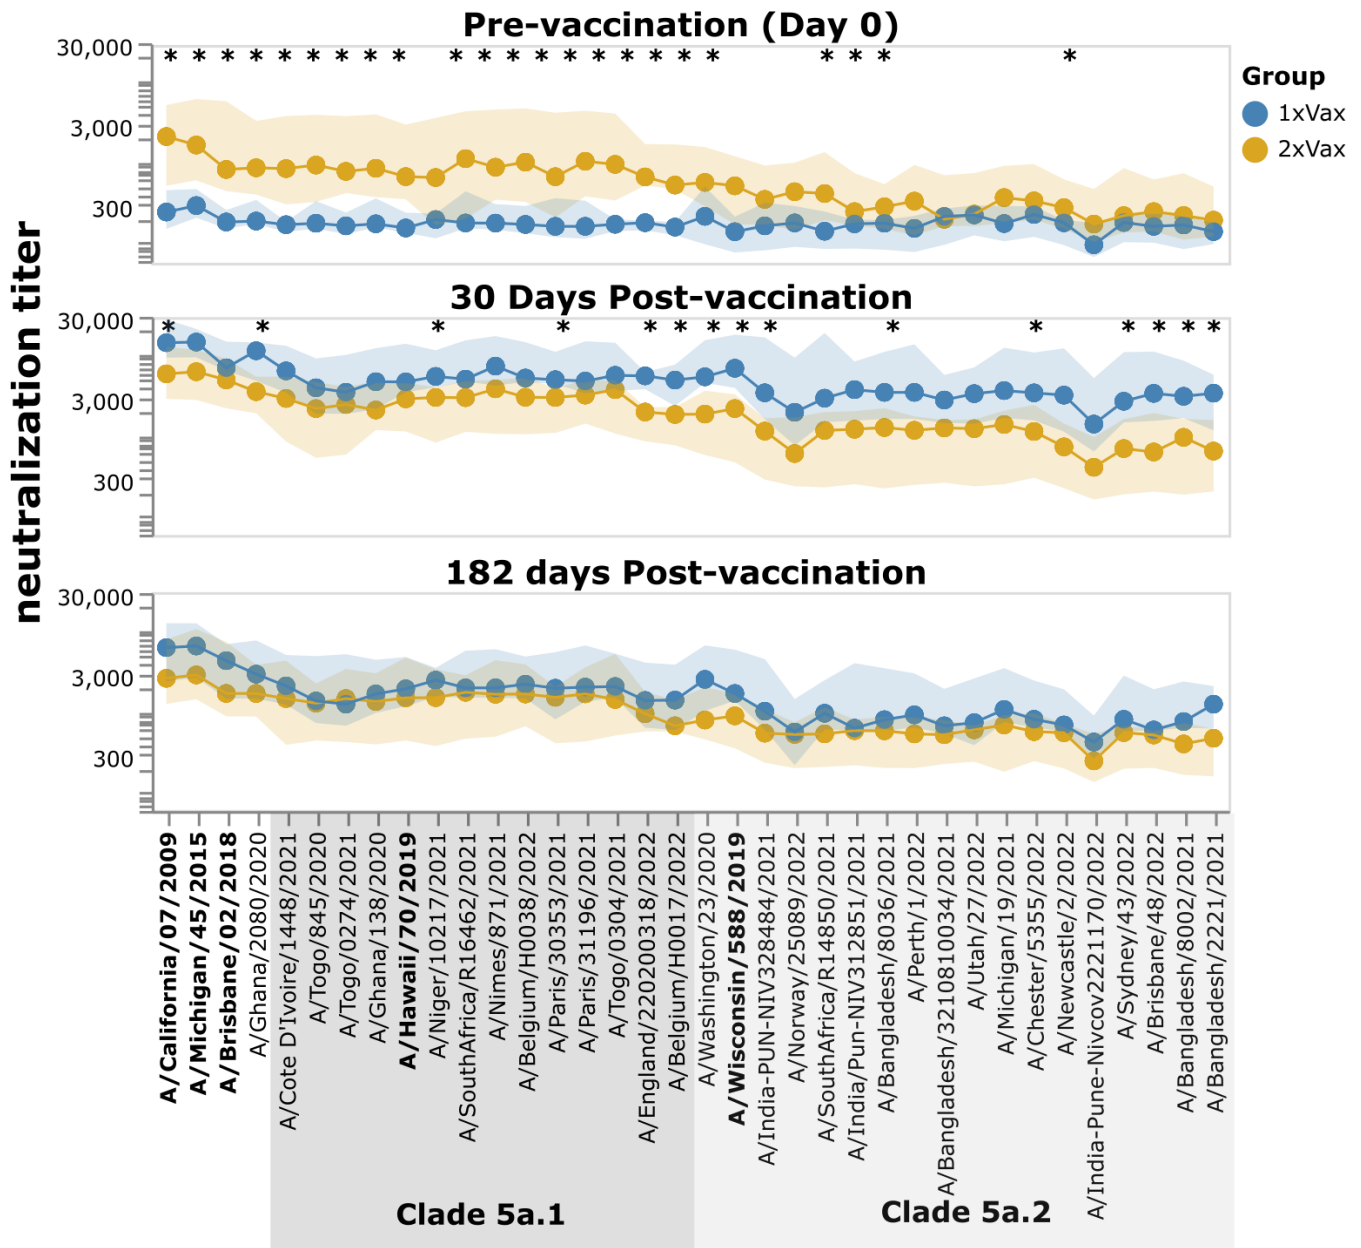 Pre-vaccination (Day 0)
* * * * * * * * * * * * * * * * * * * * * * *
30,000
3,000
300
Group
1xVax
2xVax
neutralization titer
30 Days Post-vaccination
* * * * * * * * * * * * * * *
30,000
3,000
300
182 days Post-vaccination
30,000
3,000
300
A/California/07/2009
A/Michigan/45/2015
A/Brisbane/02/2018
A/Ghana/2080/2020
A/Cote D'Ivoire/1448/2021
A/Togo/845/2020
A/Togo/0274/2021
A/Ghana/138/2020
A/Hawaii/70/2019
A/Niger/10217/2021
A/SouthAfrica/R16462/2021
A/Nimes/871/2021
A/Belgium/H0038/2022
A/Paris/30353/2021
A/Paris/31196/2021
A/Togo/0304/2021
A/England/220200318/2022
A/Belgium/H0017/2022
A/Washington/23/2020
A/Wisconsin/588/2019
A/India-PUN-NIV328484/2021
A/Norway/25089/2022
A/SouthAfrica/R14850/2021
A/India/Pun-NIV312851/2021
A/Bangladesh/8036/2021
A/Perth/1/2022
A/Bangladesh/3210810034/2021
A/Utah/27/2022
A/Michigan/19/2021
A/Chester/5355/2022
A/Newcastle/2/2022
A/India-Pune-Nivcov2221170/2022
A/Sydney/43/2022
A/Brisbane/48/2022
A/Bangladesh/8002/2021
A/Bangladesh/2221/2021
Clade 5a.1
Clade 5a.2